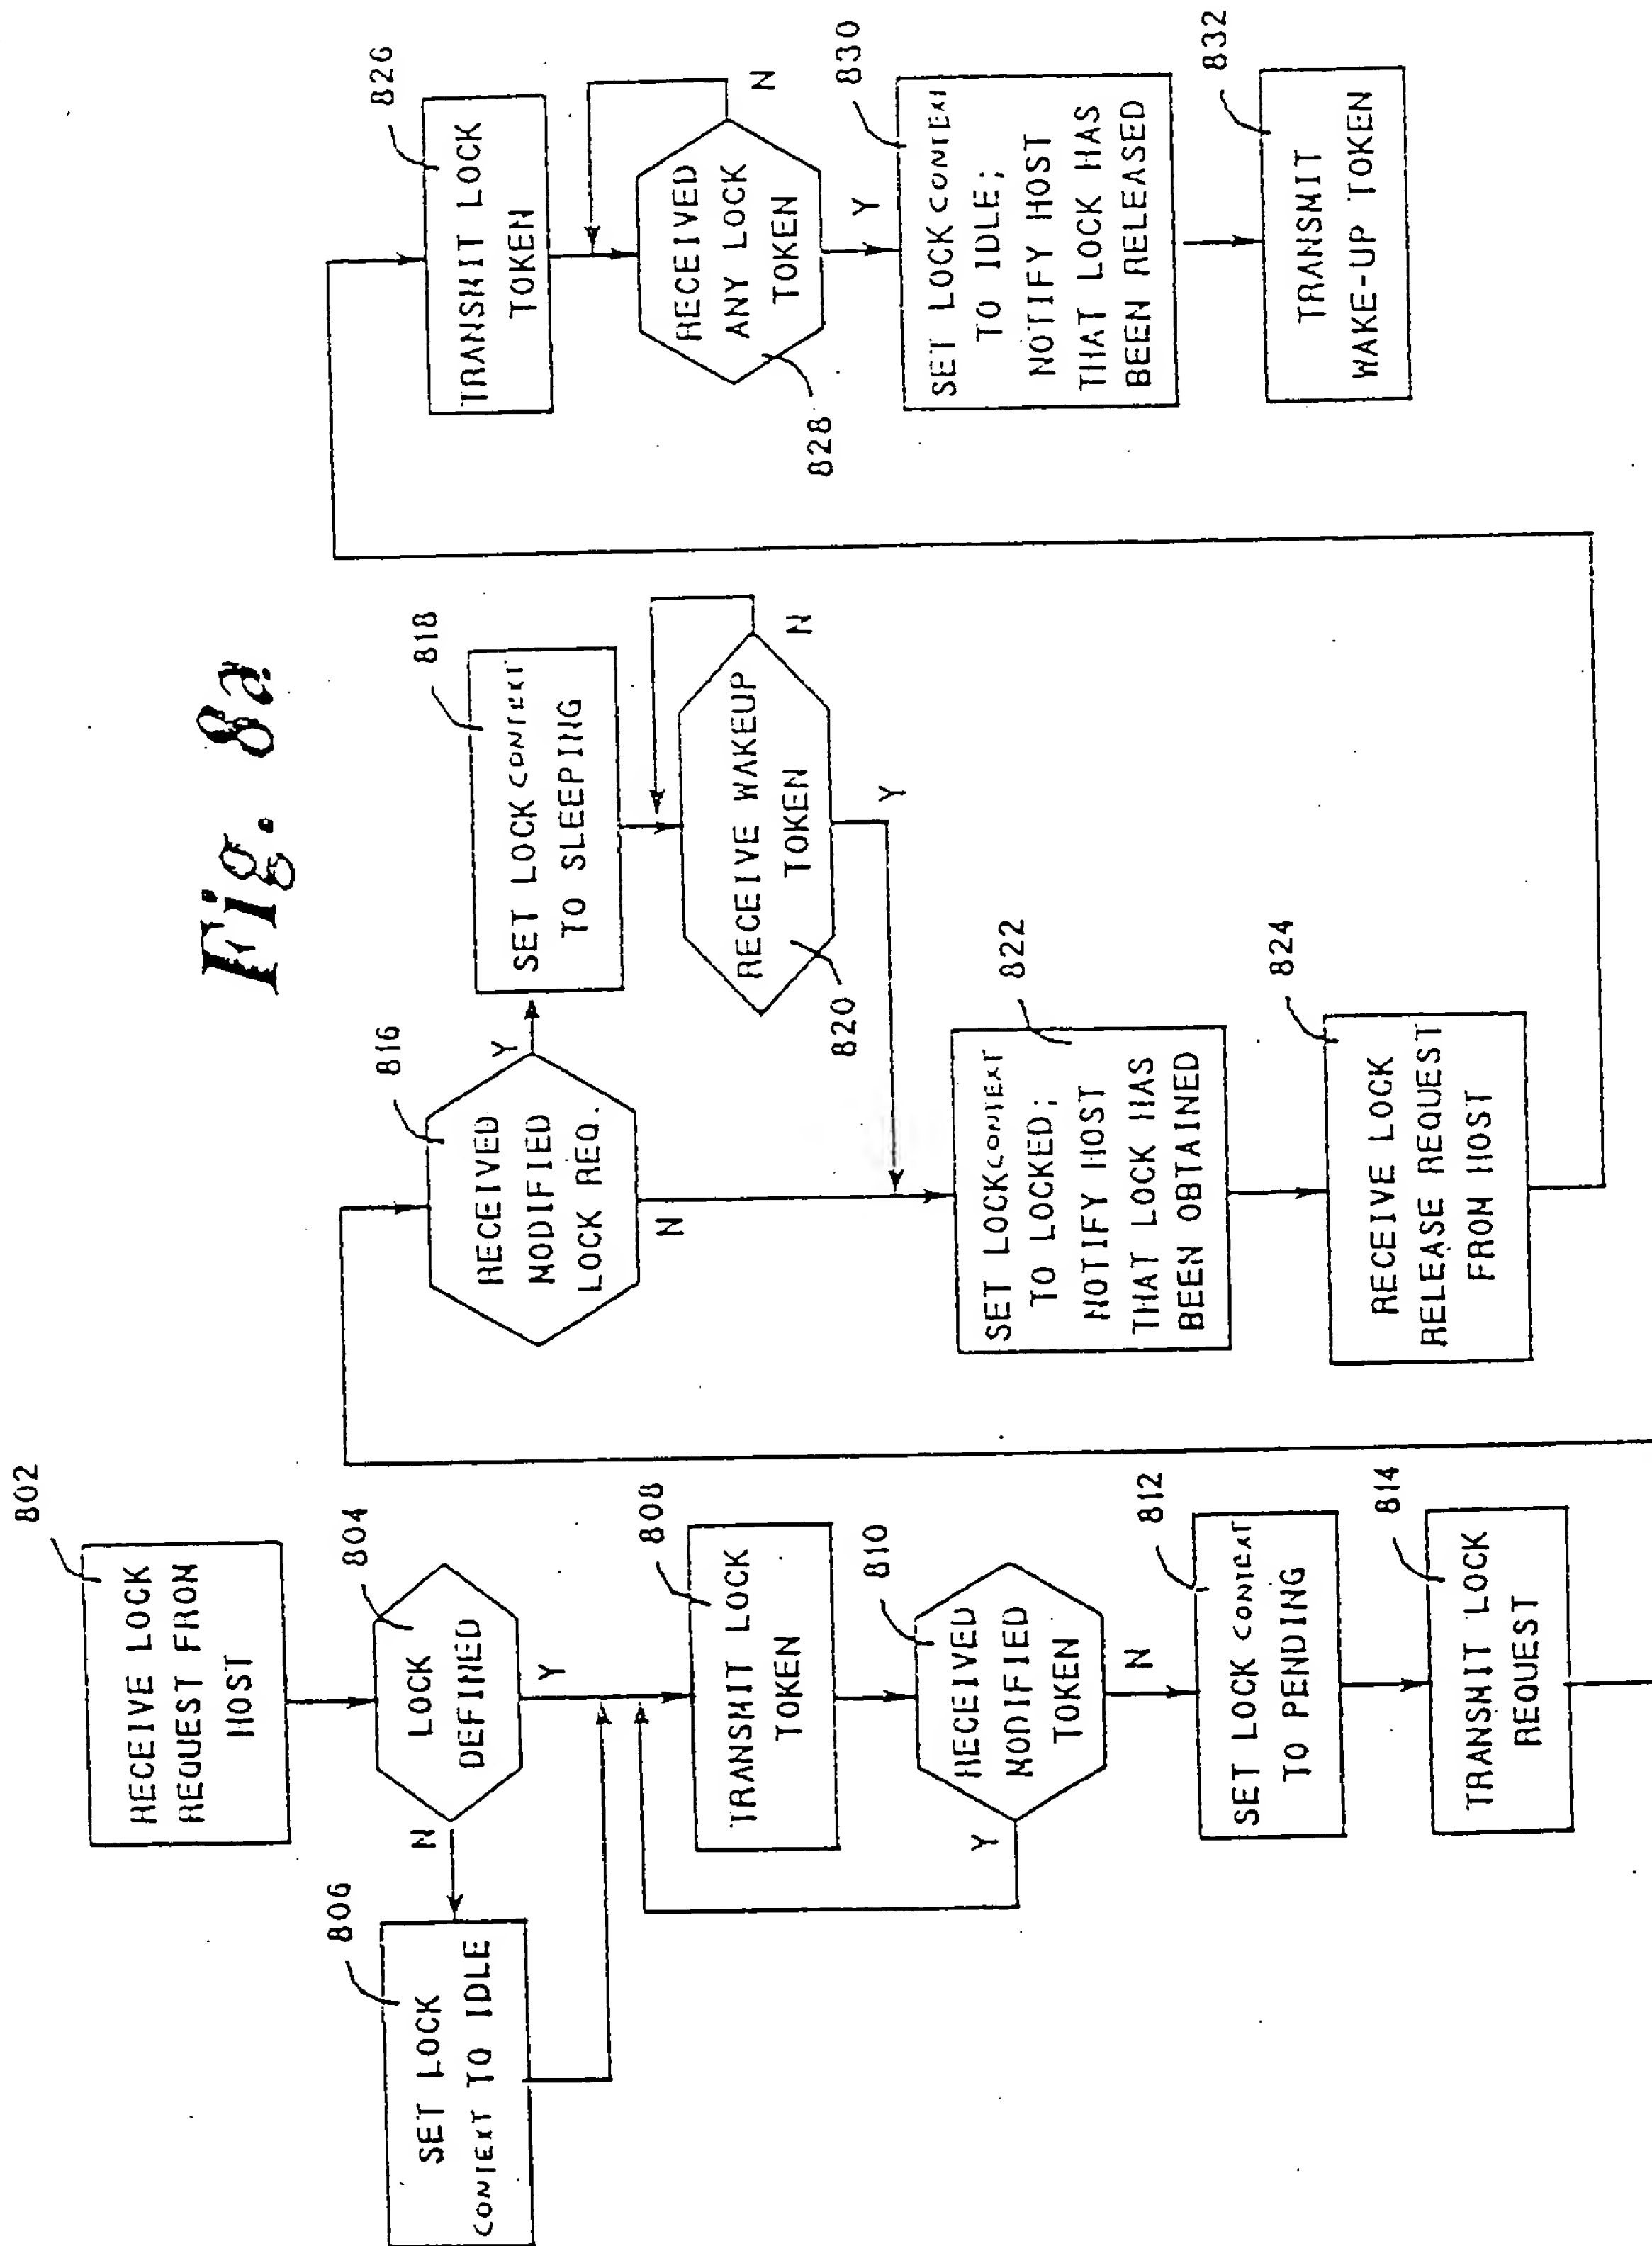 Fig. 8a
802
RECEIVE LOCK
REQUEST FROM
HOST
804
LOCK
DEFINED
N
Y
806
SET LOCK
CONTEXT TO IDLE
808
TRANSMIT LOCK
TOKEN
810
RECEIVED
MODIFIED
TOKEN
Y
N
812
SET LOCK CONTEXT
TO PENDING
814
TRANSMIT LOCK
REQUEST
816
RECEIVED
MODIFIED
LOCK REQ.
Y
N
818
SET LOCK CONTEXT
TO SLEEPING
RECEIVE WAKEUP
TOKEN
N
820
Y
822
SET LOCK CONTEXT
TO LOCKED;
NOTIFY HOST
THAT LOCK HAS
BEEN OBTAINED
824
RECEIVE LOCK
RELEASE REQUEST
FROM HOST
826
TRANSMIT LOCK
TOKEN
RECEIVED
ANY LOCK
TOKEN
N
828
Y
830
SET LOCK CONTEXT
TO IDLE;
NOTIFY HOST
THAT LOCK HAS
BEEN RELEASED
832
TRANSMIT
WAKE-UP TOKEN